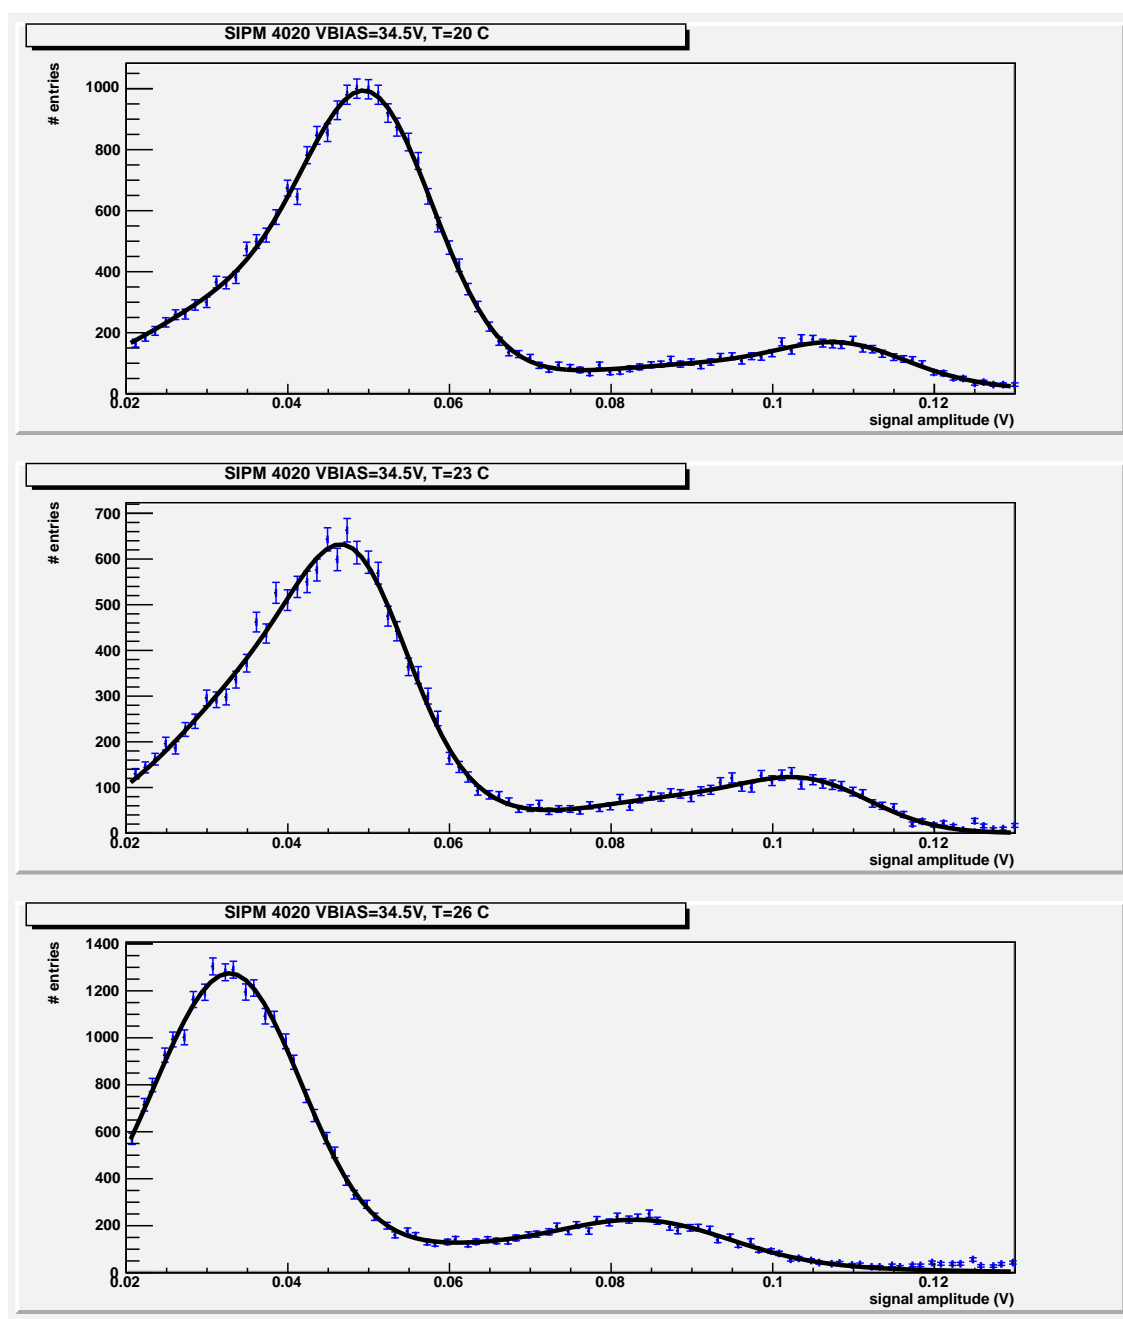 SIPM 4020 VBIAS=34.5V, T=20 C
# entries
1000
800
600
400
200
0
0.02 0.04 0.06 0.08 0.1 0.12
signal amplitude (V)
SIPM 4020 VBIAS=34.5V, T=23 C
# entries
700
600
500
400
300
200
100
0
0.02 0.04 0.06 0.08 0.1 0.12
signal amplitude (V)
SIPM 4020 VBIAS=34.5V, T=26 C
# entries
1400
1200
1000
800
600
400
200
0
0.02 0.04 0.06 0.08 0.1 0.12
signal amplitude (V)